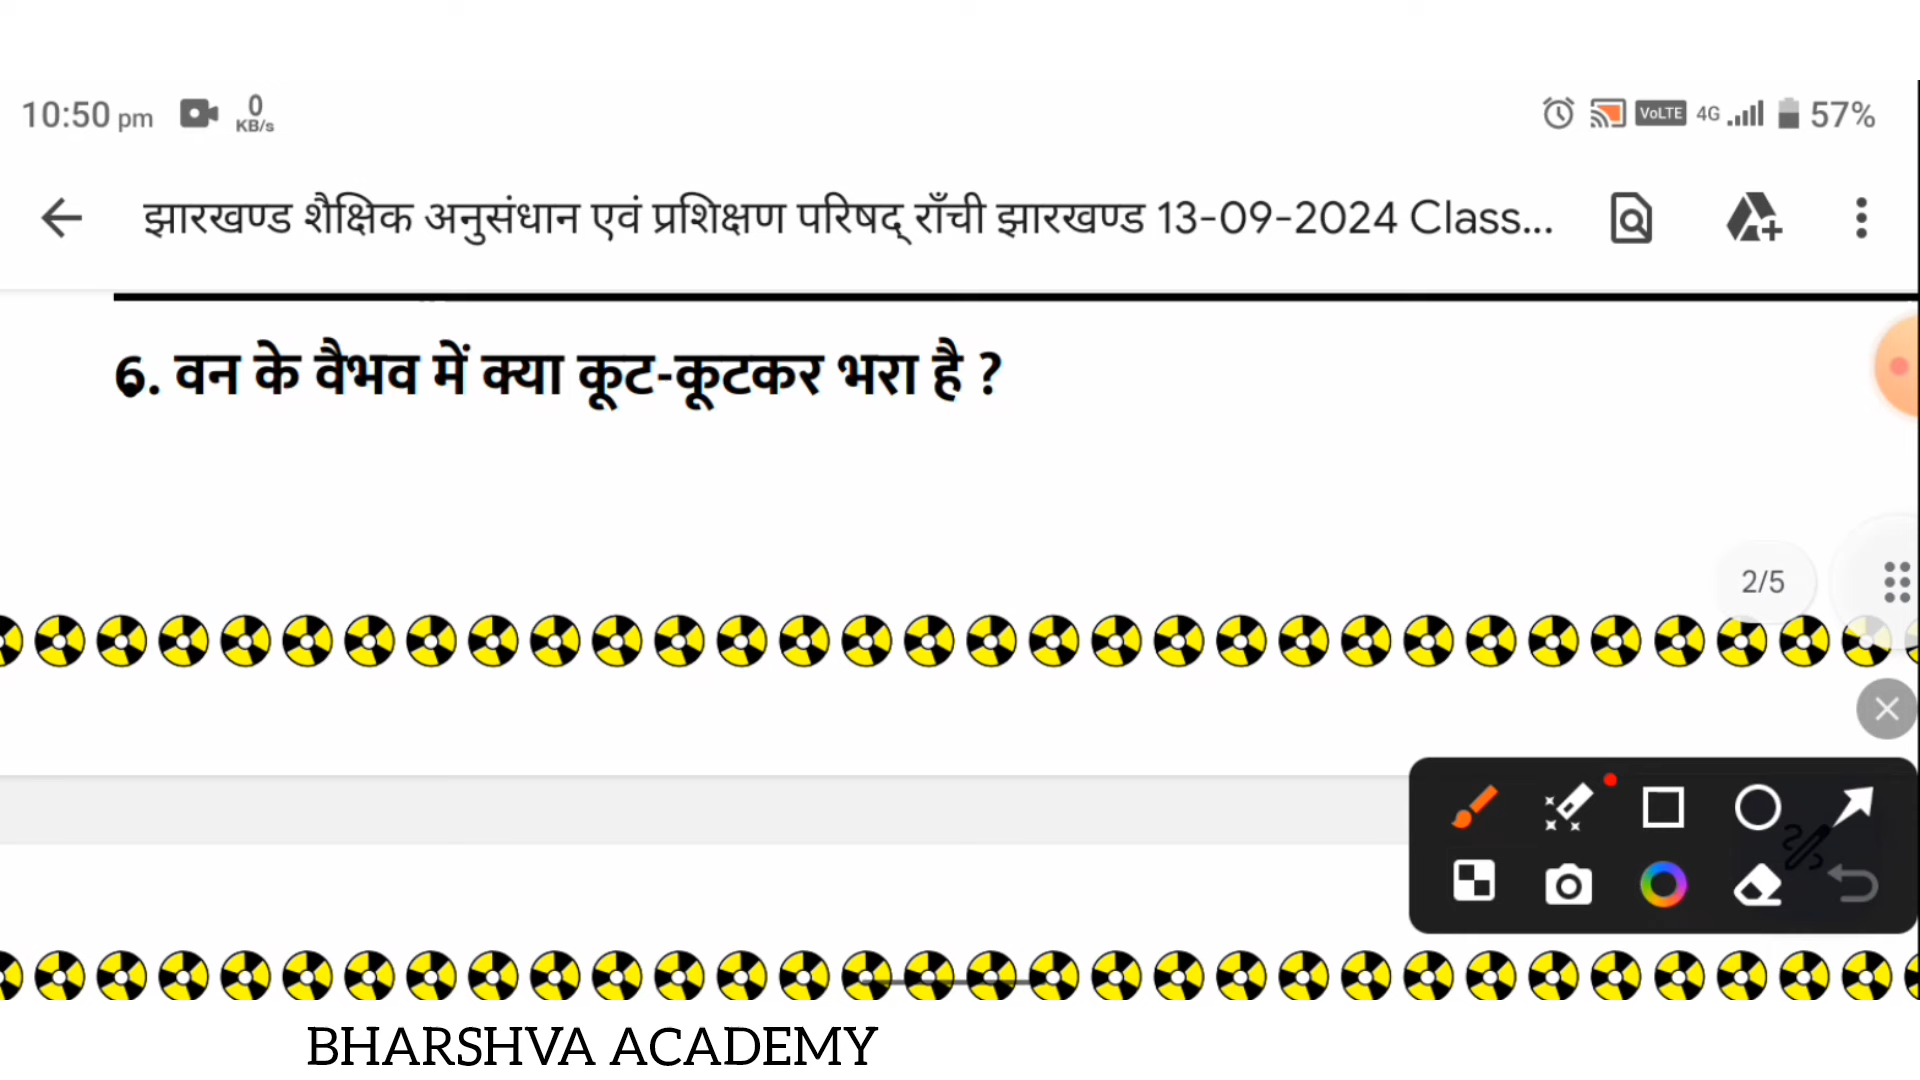 10:50 pm 0 KB/s VoLTE 4G 57%
झारखण्ड शैक्षिक अनुसंधान एवं प्रशिक्षण परिषद् राँची झारखण्ड 13-09-2024 Class...
6. वन के वैभव में क्या कूट-कूटकर भरा है ?
2/5
BHARSHVA ACADEMY